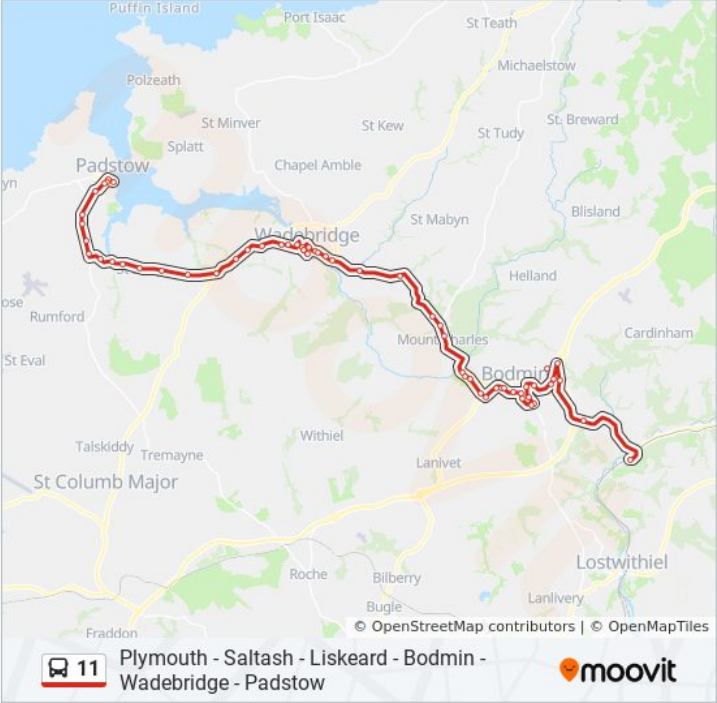 Puffin Island
Port Isaac
St Teath
Michaelstow
Polzeath
St Minver
St Kew
St. Breward
St Tudy
Splatt
Chapel Amble
Padstow
yn
Blisland
St Mabyn
Wadebridge
Helland
ose
Rumford
Cardinham
Mount Charles
St Eval
Bodmin
Withiel
Talskiddy
Tremayne
Lanivet
St Columb Major
Lostwithiel
Roche
Bilberry
Lanlivery
Bugle
© OpenStreetMap contributors | © OpenMapTiles
Fraddon
11 Plymouth - Saltash - Liskeard - Bodmin -
Wadebridge - Padstow
moovit